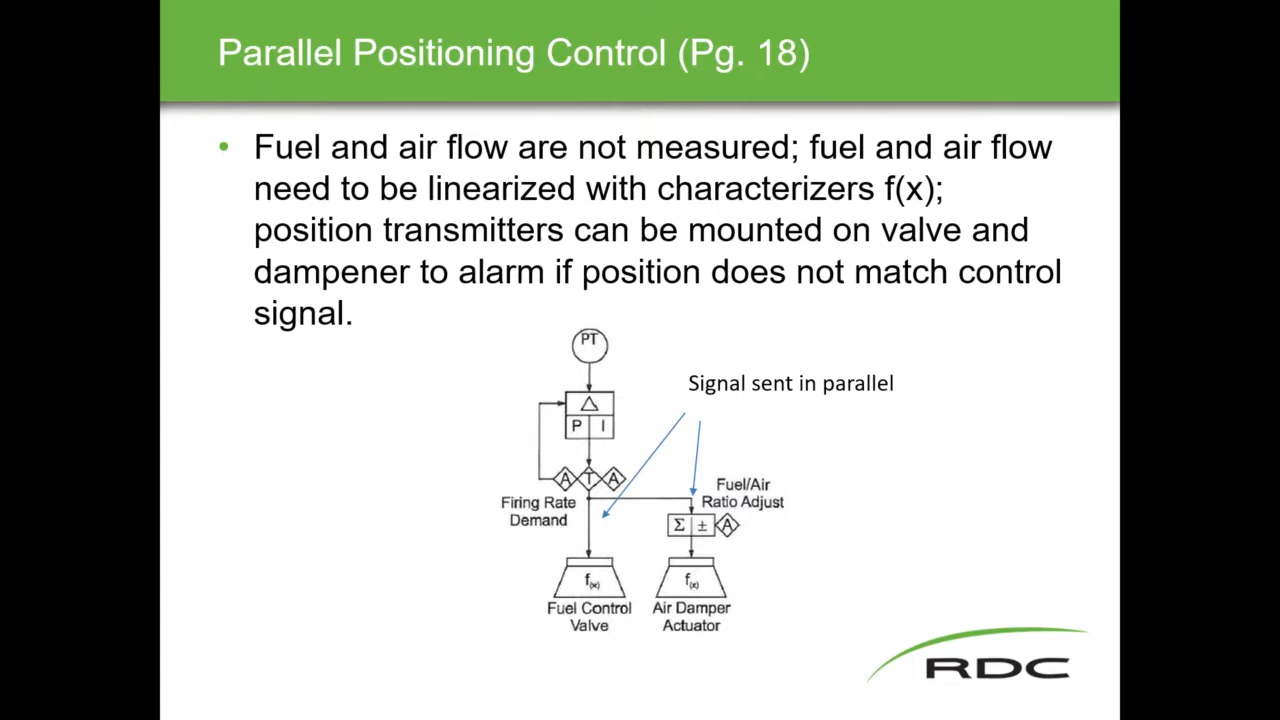 Parallel Positioning Control (Pg. 18)
• Fuel and air flow are not measured; fuel and air flow
need to be linearized with characterizers f(x);
position transmitters can be mounted on valve and
dampener to alarm if position does not match control
signal.
PT
Signal sent in parallel
△
P I
A T A
Firing Rate
Demand
Fuel/Air
Ratio Adjust
Σ ± A
f(x)
f(x)
Fuel Control
Valve
Air Damper
Actuator
RDC